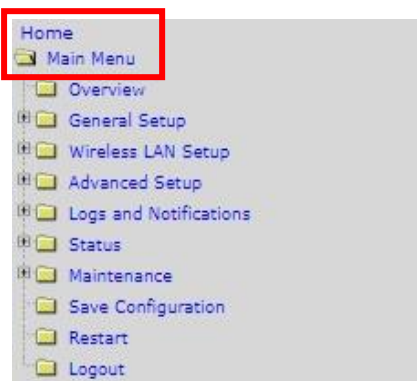 Home
Main Menu
Overview
General Setup
Wireless LAN Setup
Advanced Setup
Logs and Notifications
Status
Maintenance
Save Configuration
Restart
Logout